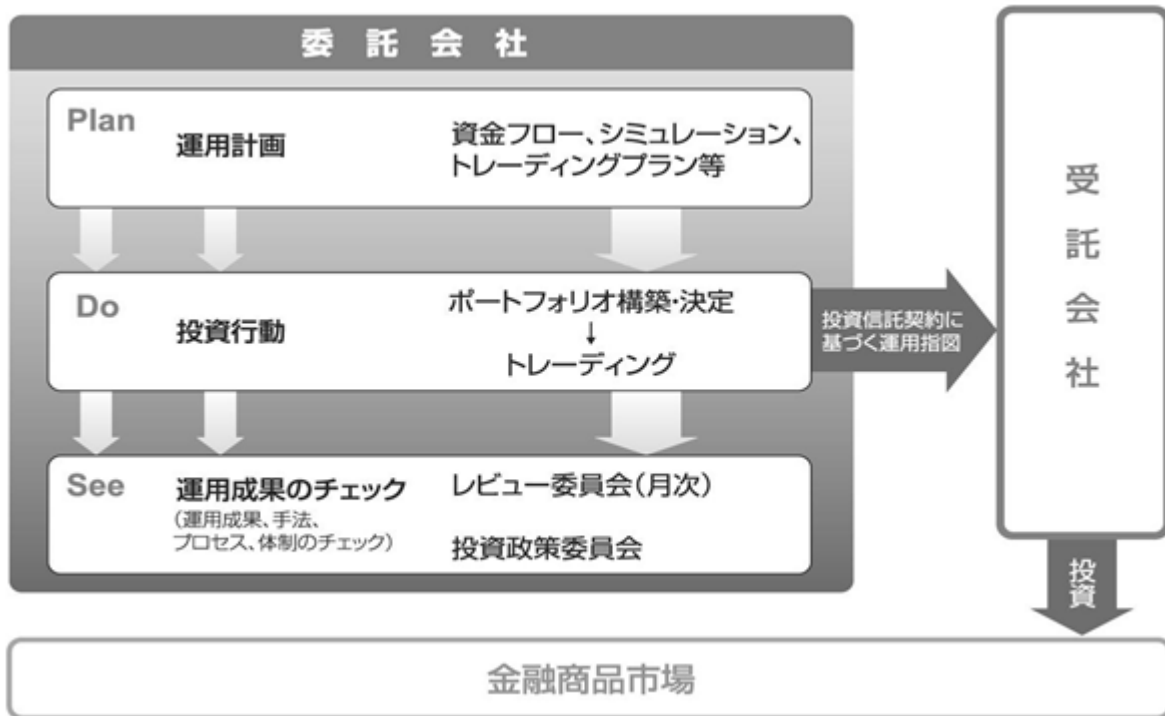 委託会社
Plan
運用計画
資金フロー、シミュレーション、
トレーディングプラン等
Do
投資行動
ポートフォリオ構築・決定
↓
トレーディング
投資信託契約に
基づく運用指図
See
運用成果のチェック
(運用成果、手法、
プロセス、体制のチェック)
レビュー委員会(月次)
投資政策委員会
受託会社
投資
金融商品市場